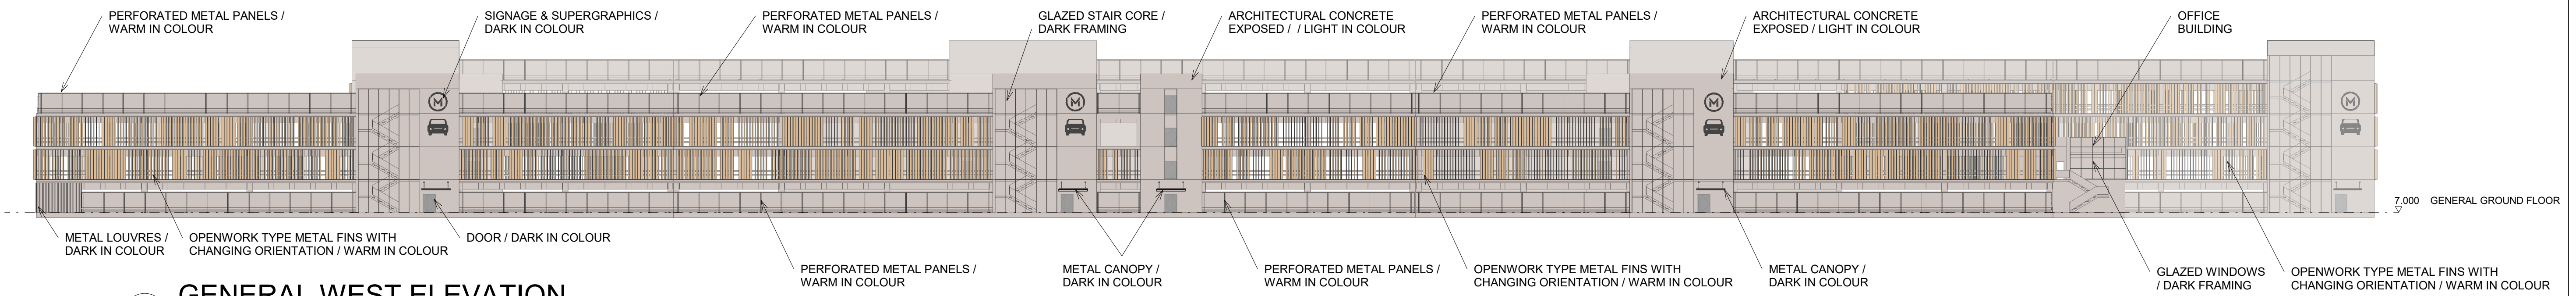 PERFORATED METAL PANELS /
WARM IN COLOUR
SIGNAGE & SUPERGRAPHICS /
DARK IN COLOUR
PERFORATED METAL PANELS /
WARM IN COLOUR
GLAZED STAIR CORE /
DARK FRAMING
ARCHITECTURAL CONCRETE
EXPOSED / / LIGHT IN COLOUR
PERFORATED METAL PANELS /
WARM IN COLOUR
ARCHITECTURAL CONCRETE
EXPOSED / LIGHT IN COLOUR
OFFICE
BUILDING
M
M
M
M
7.000 GENERAL GROUND FLOOR
METAL LOUVRES /
DARK IN COLOUR
OPENWORK TYPE METAL FINS WITH
CHANGING ORIENTATION / WARM IN COLOUR
DOOR / DARK IN COLOUR
PERFORATED METAL PANELS /
WARM IN COLOUR
METAL CANOPY /
DARK IN COLOUR
PERFORATED METAL PANELS /
WARM IN COLOUR
OPENWORK TYPE METAL FINS WITH
CHANGING ORIENTATION / WARM IN COLOUR
METAL CANOPY /
DARK IN COLOUR
GLAZED WINDOWS
/ DARK FRAMING
OPENWORK TYPE METAL FINS WITH
CHANGING ORIENTATION / WARM IN COLOUR
GENERAL WEST ELEVATION